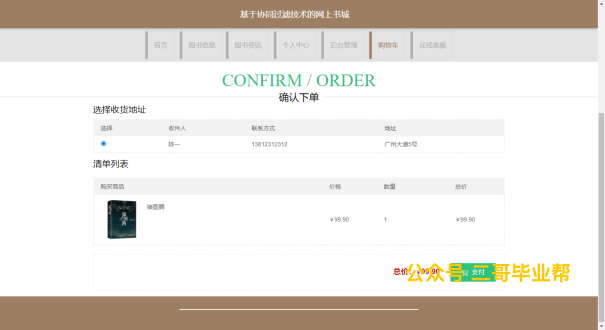 基于协同过滤技术的网上书城
首页 图书信息 图书资讯 个人中心 后台管理 购物车 在线客服
CONFIRM / ORDER
确认下单
选择收货地址
选择 收件人 联系方式 地址
陈一 13812312312 广州大道5号
清单列表
购买商品 价格 数量 总价
¥99.90 1 ¥99.90
总价：¥99.90 支付
公众号 二哥毕业帮